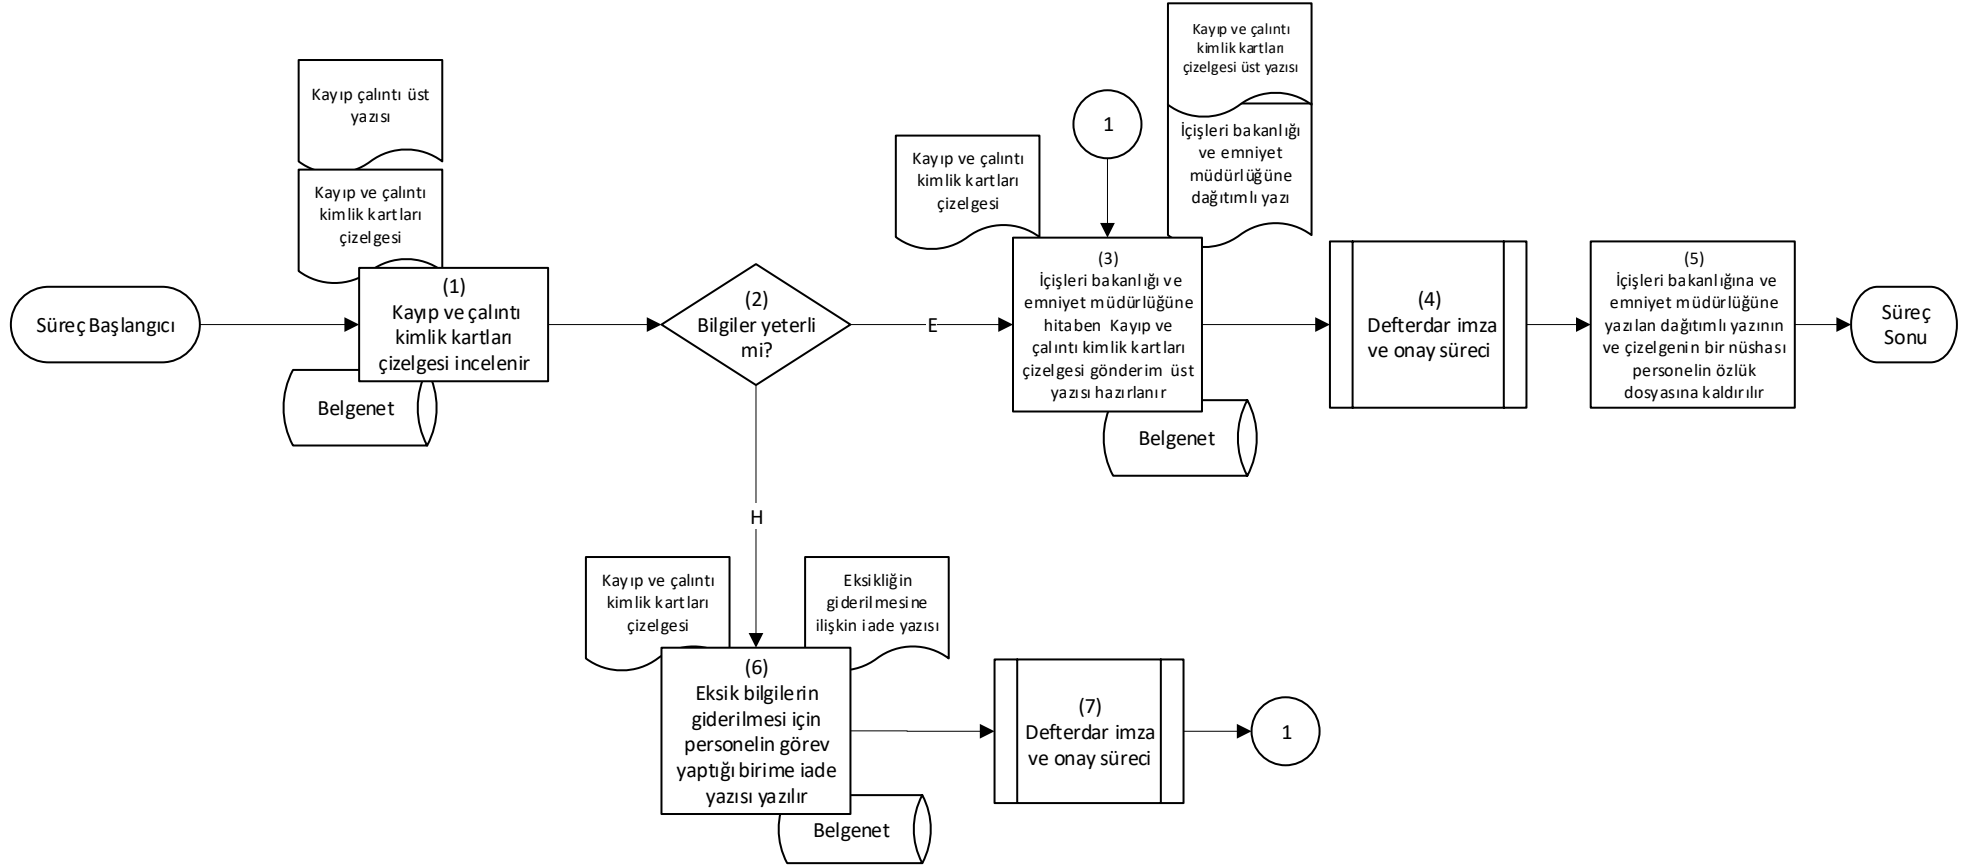 Süreç Başlangıcı
Kayıp çalıntı üst
yazısı
Kayıp ve çalıntı
kimlik kartları
çizelgesi
(1)
Kayıp ve çalıntı
kimlik kartları
çizelgesi incelenir
Belgenet
(2)
Bilgiler yeterli
mi?
E
H
Kayıp ve çalıntı
kimlik kartları
çizelgesi
1
Kayıp ve çalıntı
kimlik kartları
çizelgesi üst yazısı
İçişleri bakanlığı
ve emniyet
müdürlüğüne
dağıtımlı yazı
(3)
İçişleri bakanlığı ve
emniyet müdürlüğüne
hitaben Kayıp ve
çalıntı kimlik kartları
çizelgesi gönderim üst
yazısı hazırlanır
Belgenet
(4)
Defterdar imza
ve onay süreci
(5)
İçişleri bakanlığına ve
emniyet müdürlüğüne
yazılan dağıtımlı yazının
ve çizelgenin bir nüshası
personelin özlük
dosyasına kaldırılır
Süreç
Sonu
Kayıp ve çalıntı
kimlik kartları
çizelgesi
Eksikliğin
giderilmesine
ilişkin iade yazısı
(6)
Eksik bilgilerin
giderilmesi için
personelin görev
yaptığı birime iade
yazısı yazılır
Belgenet
(7)
Defterdar imza
ve onay süreci
1